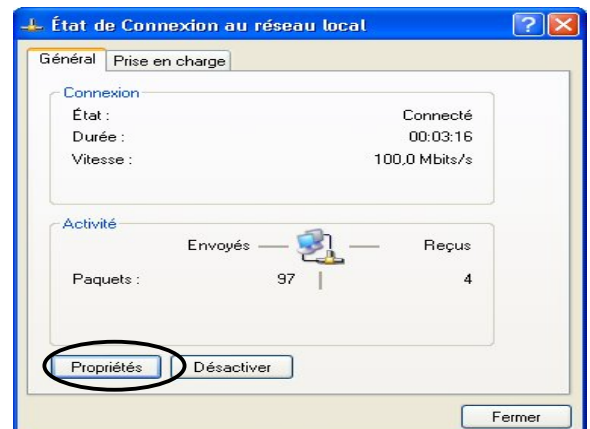 État de Connexion au réseau local
Général Prise en charge
Connexion
État : Connecté
Durée : 00:03:16
Vitesse : 100,0 Mbits/s
Activité
Envoyés Reçus
Paquets : 97 4
Propriétés Désactiver
Fermer